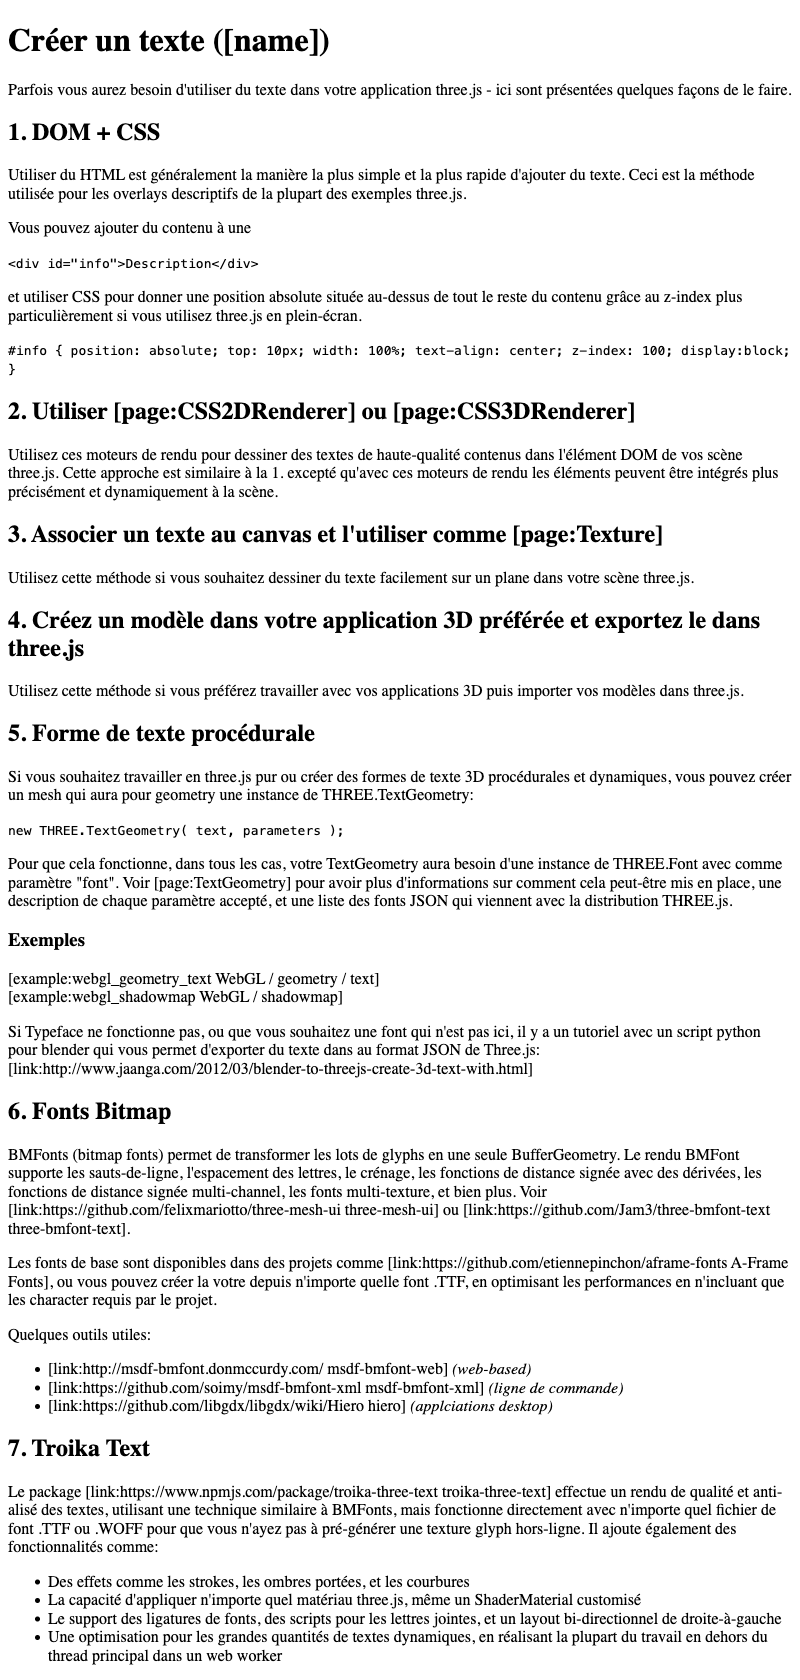 Créer un texte ([name])
Parfois vous aurez besoin d'utiliser du texte dans votre application three.js - ici sont présentées quelques façons de le faire.
1. DOM + CSS
Utiliser du HTML est généralement la manière la plus simple et la plus rapide d'ajouter du texte. Ceci est la méthode
utilisée pour les overlays descriptifs de la plupart des exemples three.js.
Vous pouvez ajouter du contenu à une
<div id="info">Description</div>
et utiliser CSS pour donner une position absolute située au-dessus de tout le reste du contenu grâce au z-index plus
particulièrement si vous utilisez three.js en plein-écran.
#info { position: absolute; top: 10px; width: 100%; text-align: center; z-index: 100; display:block;
}
2. Utiliser [page:CSS2DRenderer] ou [page:CSS3DRenderer]
Utilisez ces moteurs de rendu pour dessiner des textes de haute-qualité contenus dans l'élément DOM de vos scène
three.js. Cette approche est similaire à la 1. excepté qu'avec ces moteurs de rendu les éléments peuvent être intégrés plus
précisément et dynamiquement à la scène.
3. Associer un texte au canvas et l'utiliser comme [page:Texture]
Utilisez cette méthode si vous souhaitez dessiner du texte facilement sur un plane dans votre scène three.js.
4. Créez un modèle dans votre application 3D préférée et exportez le dans
three.js
Utilisez cette méthode si vous préférez travailler avec vos applications 3D puis importer vos modèles dans three.js.
5. Forme de texte procédurale
Si vous souhaitez travailler en three.js pur ou créer des formes de texte 3D procédurales et dynamiques, vous pouvez créer
un mesh qui aura pour geometry une instance de THREE.TextGeometry:
new THREE.TextGeometry( text, parameters );
Pour que cela fonctionne, dans tous les cas, votre TextGeometry aura besoin d'une instance de THREE.Font avec comme
paramètre "font". Voir [page:TextGeometry] pour avoir plus d'informations sur comment cela peut-être mis en place, une
description de chaque paramètre accepté, et une liste des fonts JSON qui viennent avec la distribution THREE.js.
Exemples
[example:webgl_geometry_text WebGL / geometry / text]
[example:webgl_shadowmap WebGL / shadowmap]
Si Typeface ne fonctionne pas, ou que vous souhaitez une font qui n'est pas ici, il y a un tutoriel avec un script python
pour blender qui vous permet d'exporter du texte dans au format JSON de Three.js:
[link:http://www.jaanga.com/2012/03/blender-to-threejs-create-3d-text-with.html]
6. Fonts Bitmap
BMFonts (bitmap fonts) permet de transformer les lots de glyphs en une seule BufferGeometry. Le rendu BMFont
supporte les sauts-de-ligne, l'espacement des lettres, le crénage, les fonctions de distance signée avec des dérivées, les
fonctions de distance signée multi-channel, les fonts multi-texture, et bien plus. Voir
[link:https://github.com/felixmariotto/three-mesh-ui three-mesh-ui] ou [link:https://github.com/Jam3/three-bmfont-text
three-bmfont-text].
Les fonts de base sont disponibles dans des projets comme [link:https://github.com/etiennepinchon/aframe-fonts A-Frame
Fonts], ou vous pouvez créer la votre depuis n'importe quelle font .TTF, en optimisant les performances en n'incluant que
les character requis par le projet.
Quelques outils utiles:
• [link:http://msdf-bmfont.donmccurdy.com/ msdf-bmfont-web] (web-based)
• [link:https://github.com/soimy/msdf-bmfont-xml msdf-bmfont-xml] (ligne de commande)
• [link:https://github.com/libgdx/libgdx/wiki/Hiero hiero] (applciations desktop)
7. Troika Text
Le package [link:https://www.npmjs.com/package/troika-three-text troika-three-text] effectue un rendu de qualité et anti-
alisé des textes, utilisant une technique similaire à BMFonts, mais fonctionne directement avec n'importe quel fichier de
font .TTF ou .WOFF pour que vous n'ayez pas à pré-générer une texture glyph hors-ligne. Il ajoute également des
fonctionnalités comme:
• Des effets comme les strokes, les ombres portées, et les courbures
• La capacité d'appliquer n'importe quel matériau three.js, même un ShaderMaterial customisé
• Le support des ligatures de fonts, des scripts pour les lettres jointes, et un layout bi-directionnel de droite-à-gauche
• Une optimisation pour les grandes quantités de textes dynamiques, en réalisant la plupart du travail en dehors du
thread principal dans un web worker